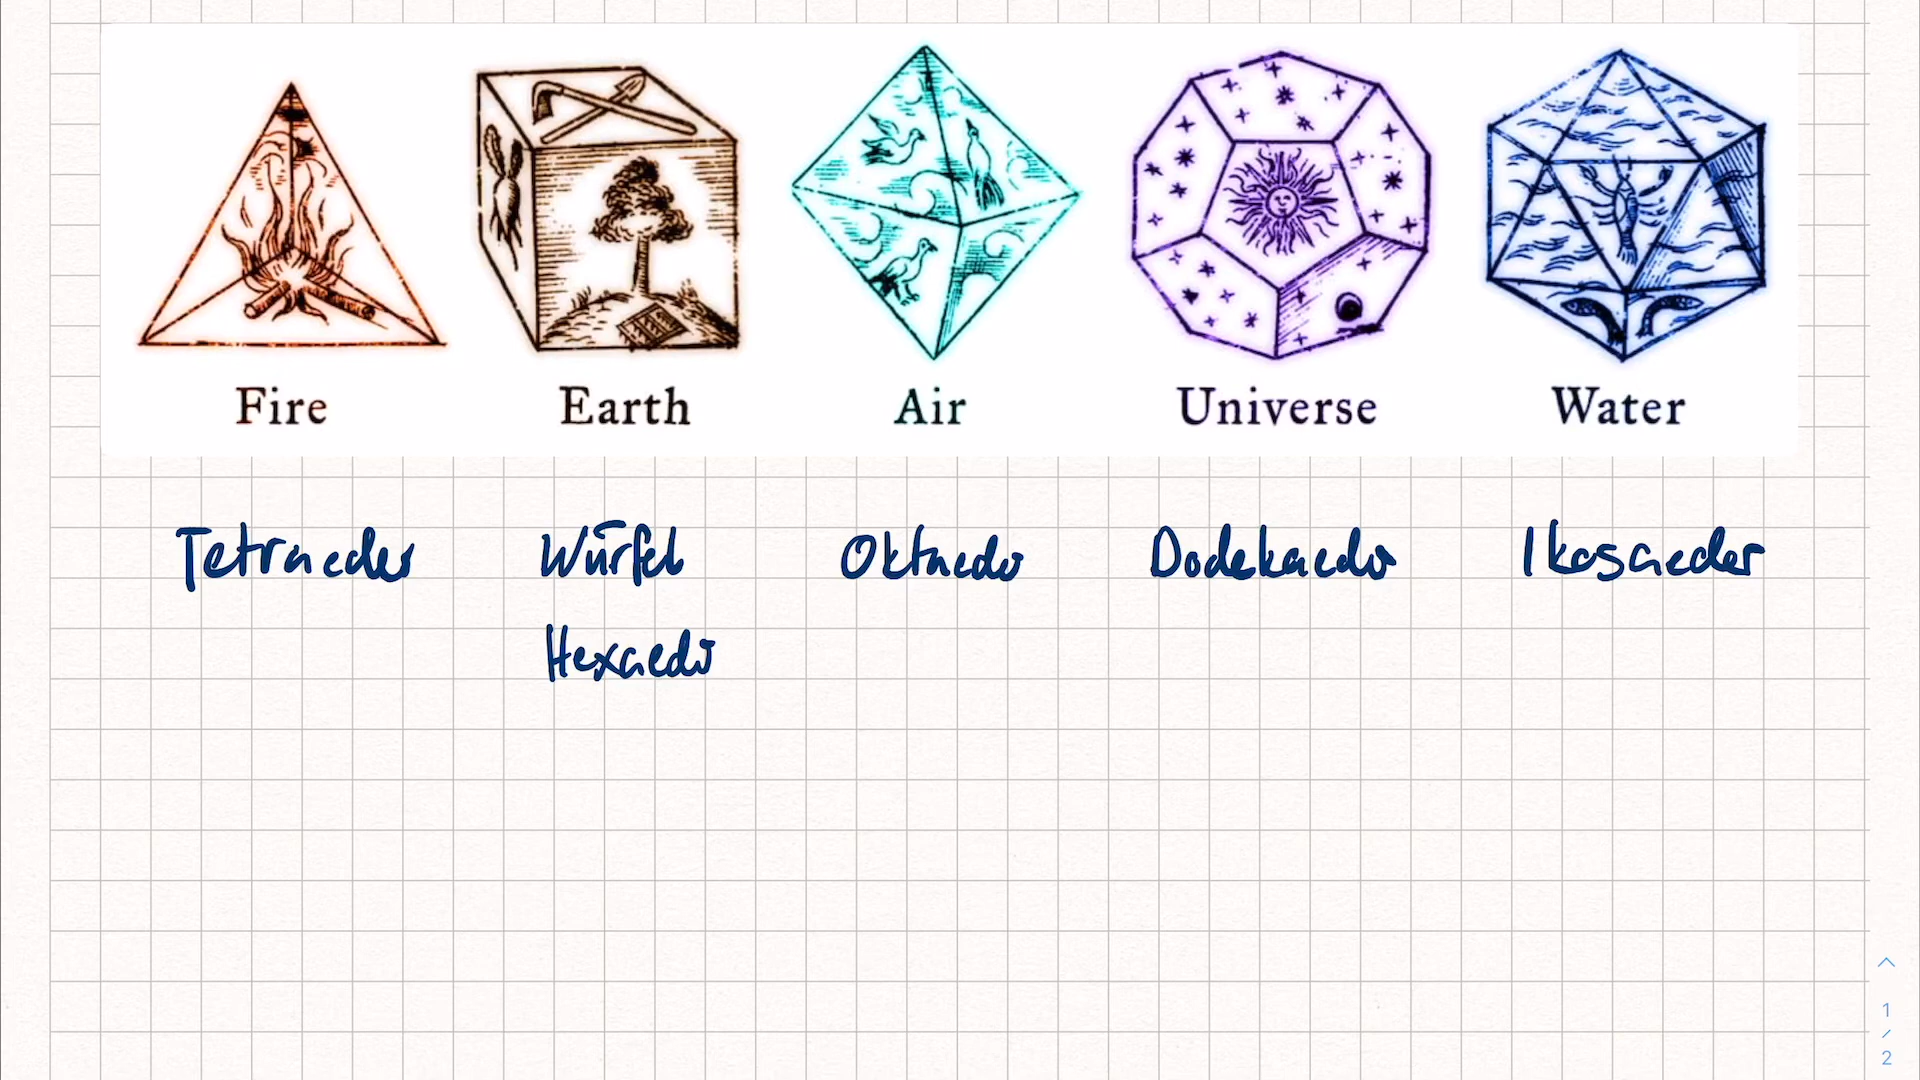 Fire Earth Air Universe Water
Tetraeder Würfel Oktaeder Dodekaeder Ikosaeder
Hexaeder
1
/
2